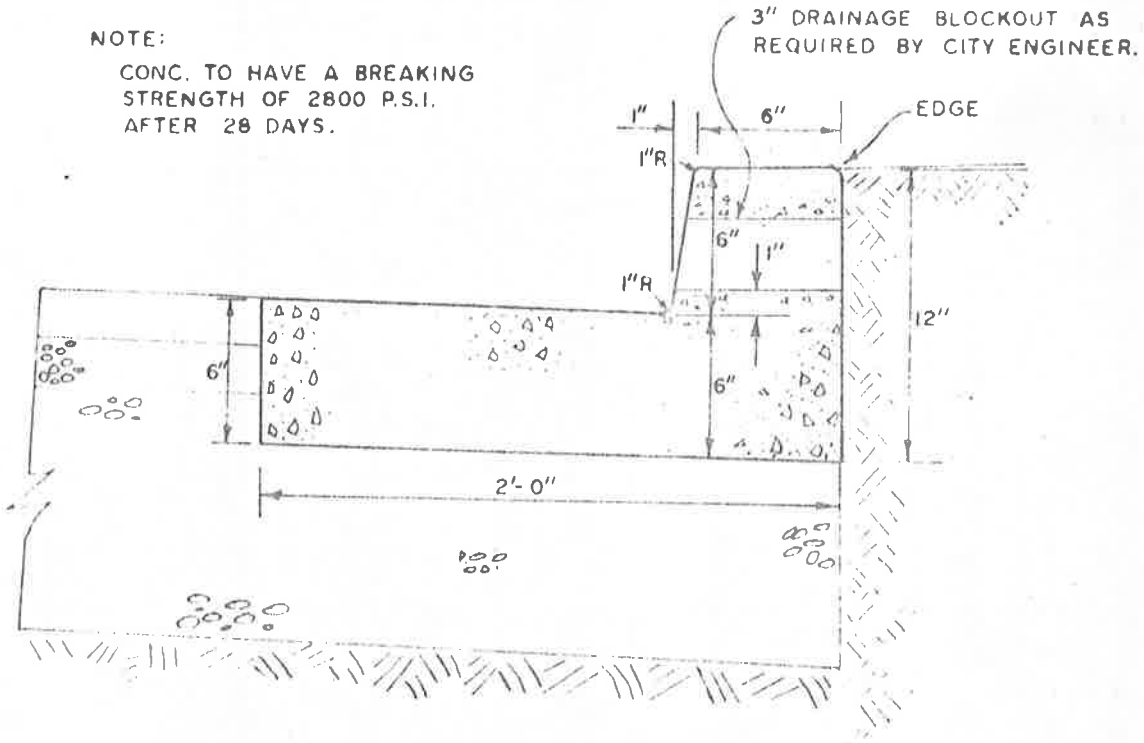 3" DRAINAGE BLOCKOUT AS
REQUIRED BY CITY ENGINEER.
NOTE:
CONC. TO HAVE A BREAKING
STRENGTH OF 2800 P.S.I.
AFTER 28 DAYS.
1"
6"
EDGE
1"R
6"
1"
1"R
12"
6"
6"
2'-0"